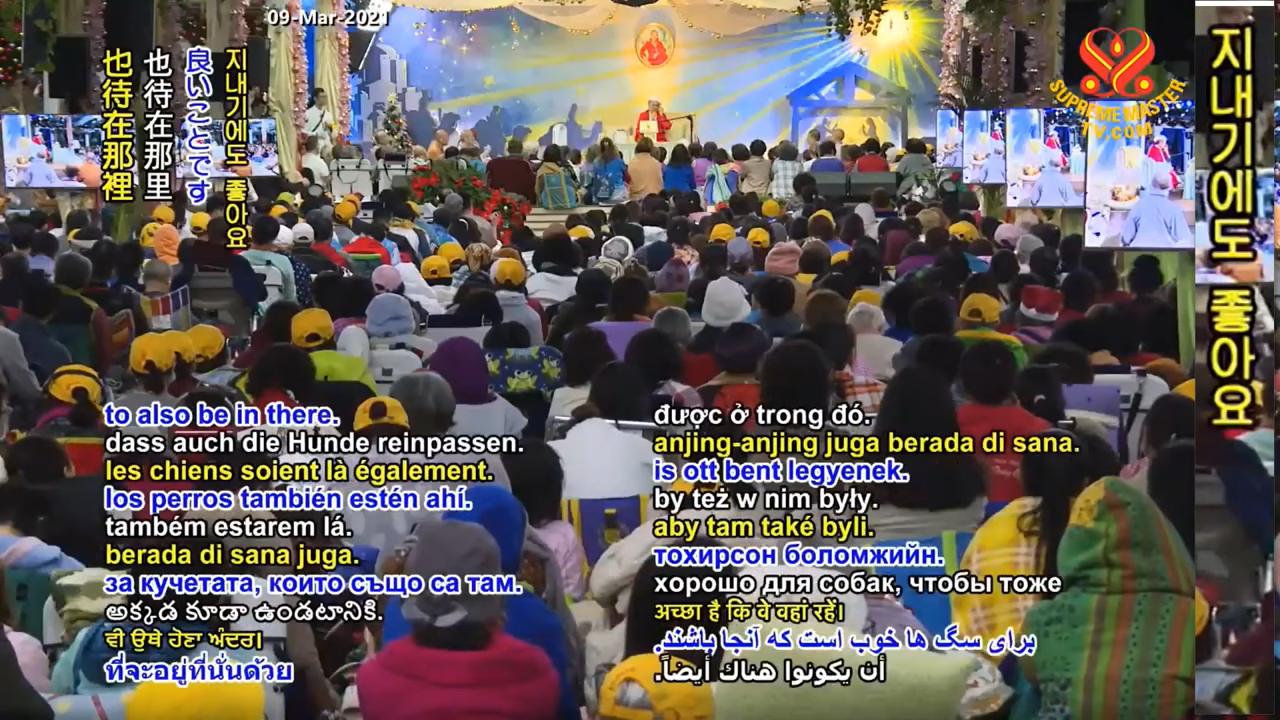 09-Mar-2021
SUPREME MASTER
TV.COM
지내기에도 좋아요
良いことです
也待在那里
也待在那裡
지내기에도 좋아요
to also be in there.
dass auch die Hunde reinpassen.
les chiens soient là également.
los perros también estén ahí.
também estarem lá.
berada di sana juga.
за кучетата, които също са там.
అక్కడ కూడా ఉండటానికి.
ਵੀ ਉਥੇ ਹੋਣਾ ਅੰਦਰ।
ที่จะอยู่ที่นั่นด้วย
được ở trong đó.
anjing-anjing juga berada di sana.
is ott bent legyenek.
by też w nim były.
aby tam také byli.
тохирсон боломжийн.
хорошо для собак, чтобы тоже
अच्छा है कि वे वहां रहें।
برای سگ ها خوب است که آنجا باشند.
أن يكونوا هناك أيضاً.